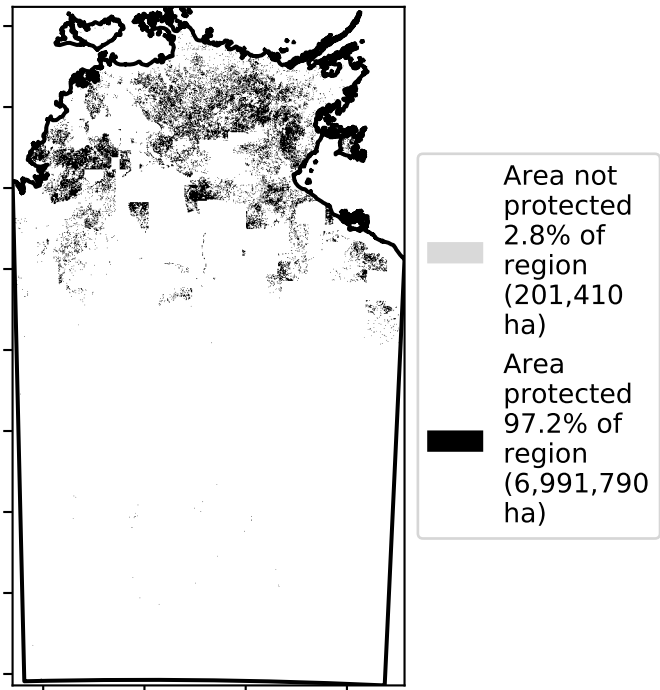 Area not
protected
2.8% of
region
(201,410
ha)
Area
protected
97.2% of
region
(6,991,790
ha)